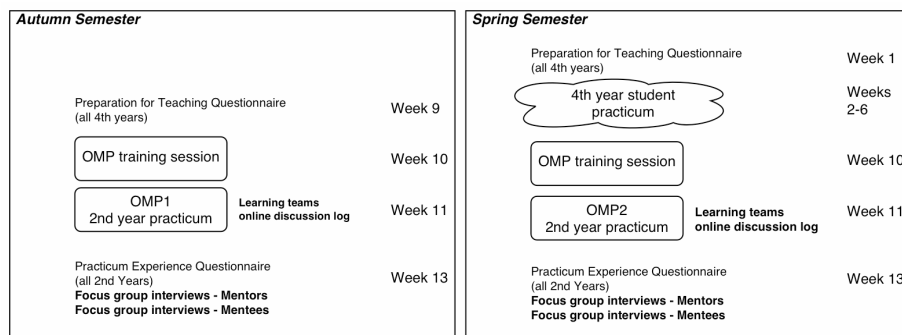 Autumn Semester
Preparation for Teaching Questionnaire
(all 4th years)
Week 9
OMP training session
Week 10
OMP1
2nd year practicum
Learning teams
online discussion log
Week 11
Practicum Experience Questionnaire
(all 2nd Years)
Focus group interviews - Mentors
Focus group interviews - Mentees
Week 13
Spring Semester
Preparation for Teaching Questionnaire
(all 4th years)
Week 1
4th year student
practicum
Weeks
2-6
OMP training session
Week 10
OMP2
2nd year practicum
Learning teams
online discussion log
Week 11
Practicum Experience Questionnaire
(all 2nd Years)
Focus group interviews - Mentors
Focus group interviews - Mentees
Week 13